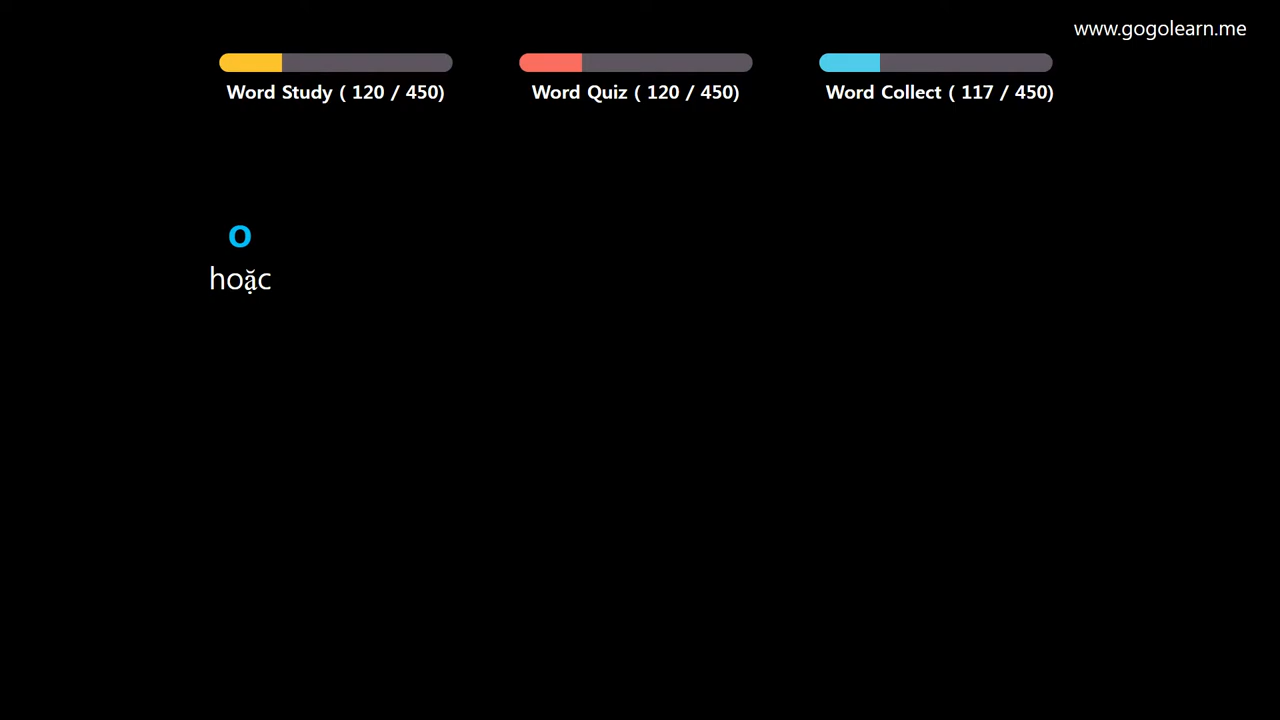 www.gogolearn.me
Word Study ( 120 / 450)
Word Quiz ( 120 / 450)
Word Collect ( 117 / 450)
o
hoặc